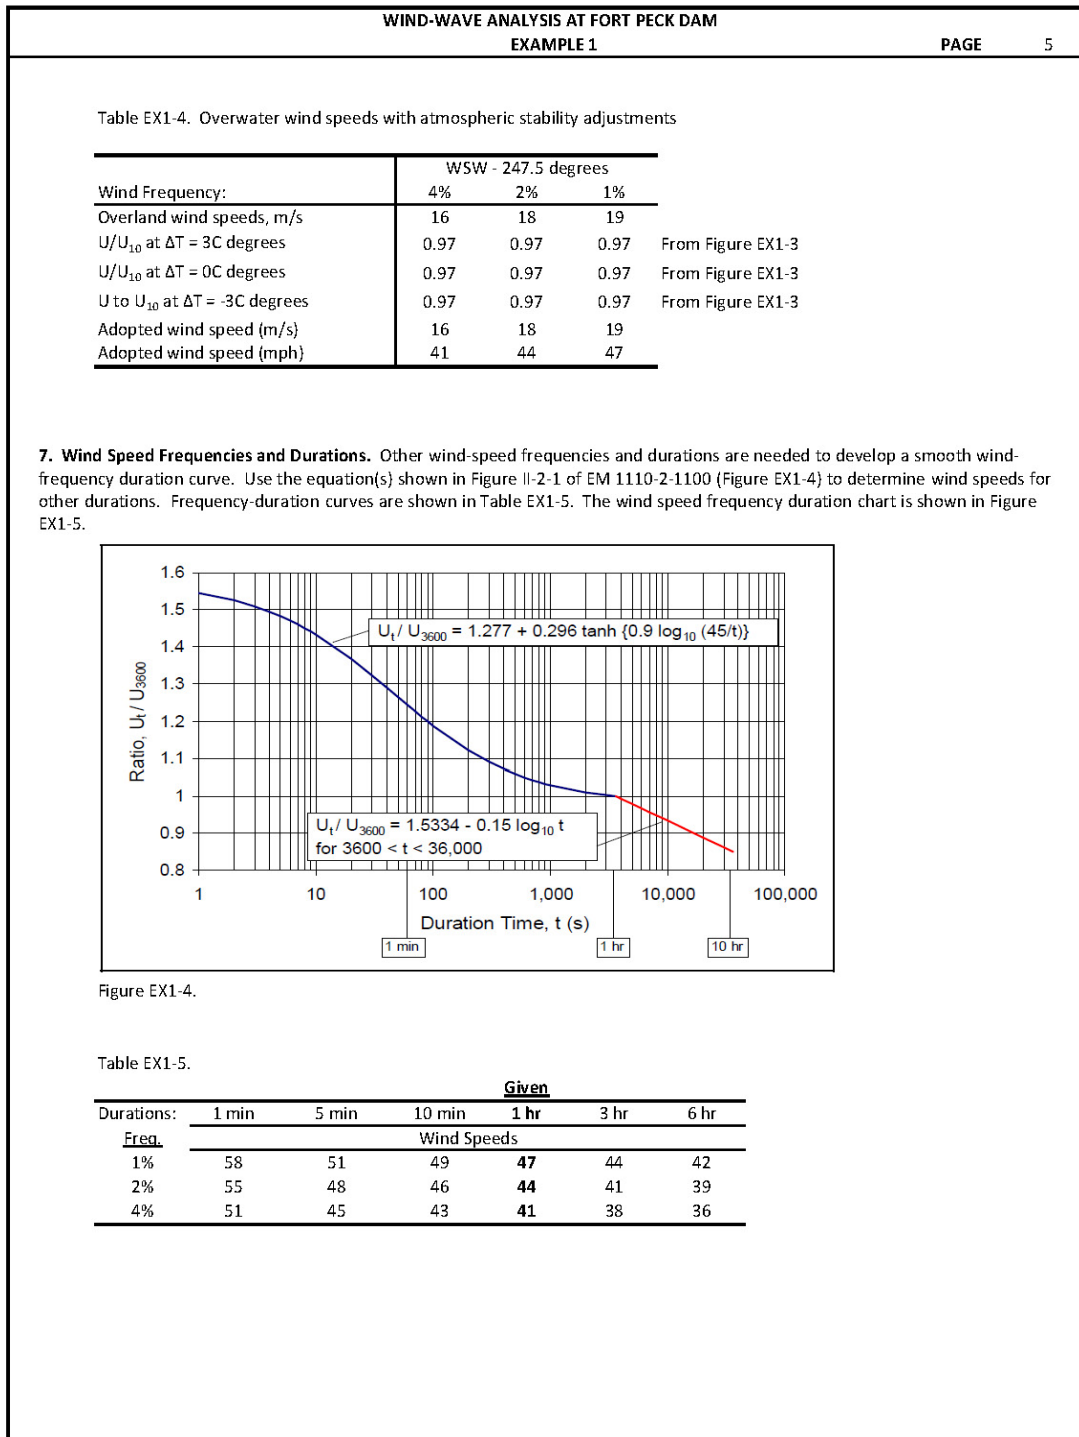 WIND-WAVE ANALYSIS AT FORT PECK DAM
EXAMPLE 1 PAGE 5
Table EX1-4. Overwater wind speeds with atmospheric stability adjustments
WSW - 247.5 degrees
Wind Frequency: 4% 2% 1%
Overland wind speeds, m/s 16 18 19
U/U10 at ΔT = 3C degrees 0.97 0.97 0.97 From Figure EX1-3
U/U10 at ΔT = 0C degrees 0.97 0.97 0.97 From Figure EX1-3
U to U10 at ΔT = -3C degrees 0.97 0.97 0.97 From Figure EX1-3
Adopted wind speed (m/s) 16 18 19
Adopted wind speed (mph) 41 44 47
7. Wind Speed Frequencies and Durations. Other wind-speed frequencies and durations are needed to develop a smooth wind-
frequency duration curve. Use the equation(s) shown in Figure II-2-1 of EM 1110-2-1100 (Figure EX1-4) to determine wind speeds for
other durations. Frequency-duration curves are shown in Table EX1-5. The wind speed frequency duration chart is shown in Figure
EX1-5.
1.6
1.5
1.4
1.3
1.2
1.1
1
0.9
0.8
Ratio, Ut / U3600
Ut / U3600 = 1.277 + 0.296 tanh {0.9 log10 (45/t)}
Ut / U3600 = 1.5334 - 0.15 log10 t
for 3600 < t < 36,000
1 10 100 1,000 10,000 100,000
Duration Time, t (s)
1 min 1 hr 10 hr
Figure EX1-4.
Table EX1-5.
Given
Durations: 1 min 5 min 10 min 1 hr 3 hr 6 hr
Freq. Wind Speeds
1% 58 51 49 47 44 42
2% 55 48 46 44 41 39
4% 51 45 43 41 38 36